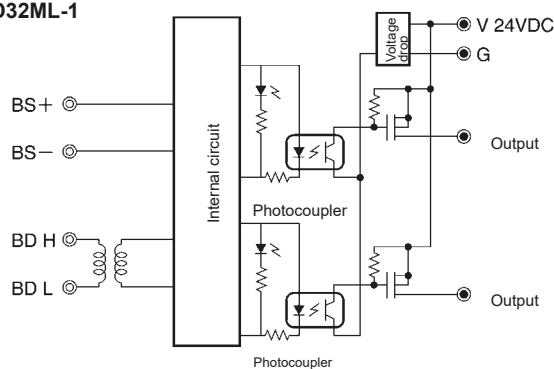 D32ML-1
V 24VDC
Voltage drop
G
BS+
Output
BS−
Internal circuit
Photocoupler
BD H
BD L
Output
Photocoupler